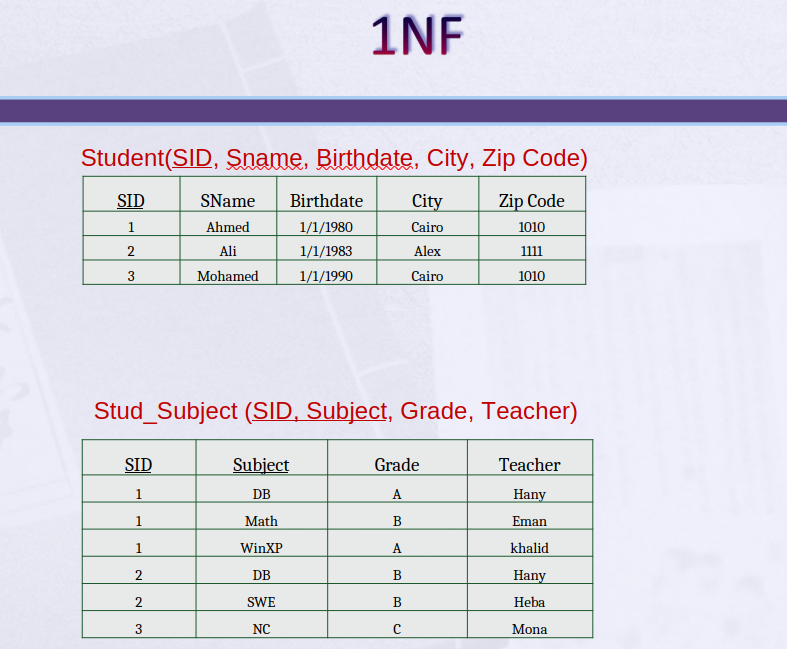 1NF
Student(SID, Sname, Birthdate, City, Zip Code)
SID SName Birthdate City Zip Code
1 Ahmed 1/1/1980 Cairo 1010
2 Ali 1/1/1983 Alex 1111
3 Mohamed 1/1/1990 Cairo 1010
Stud_Subject (SID, Subject, Grade, Teacher)
SID Subject Grade Teacher
1 DB A Hany
1 Math B Eman
1 WinXP A khalid
2 DB B Hany
2 SWE B Heba
3 NC C Mona